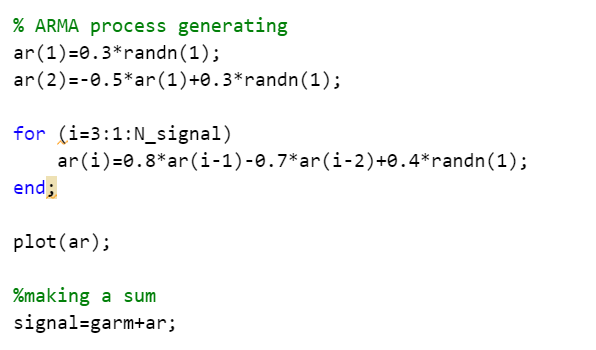 % ARMA process generating
ar(1)=0.3*randn(1);
ar(2)=-0.5*ar(1)+0.3*randn(1);
for (i=3:1:N_signal)
ar(i)=0.8*ar(i-1)-0.7*ar(i-2)+0.4*randn(1);
end;
plot(ar);
%making a sum
signal=garm+ar;